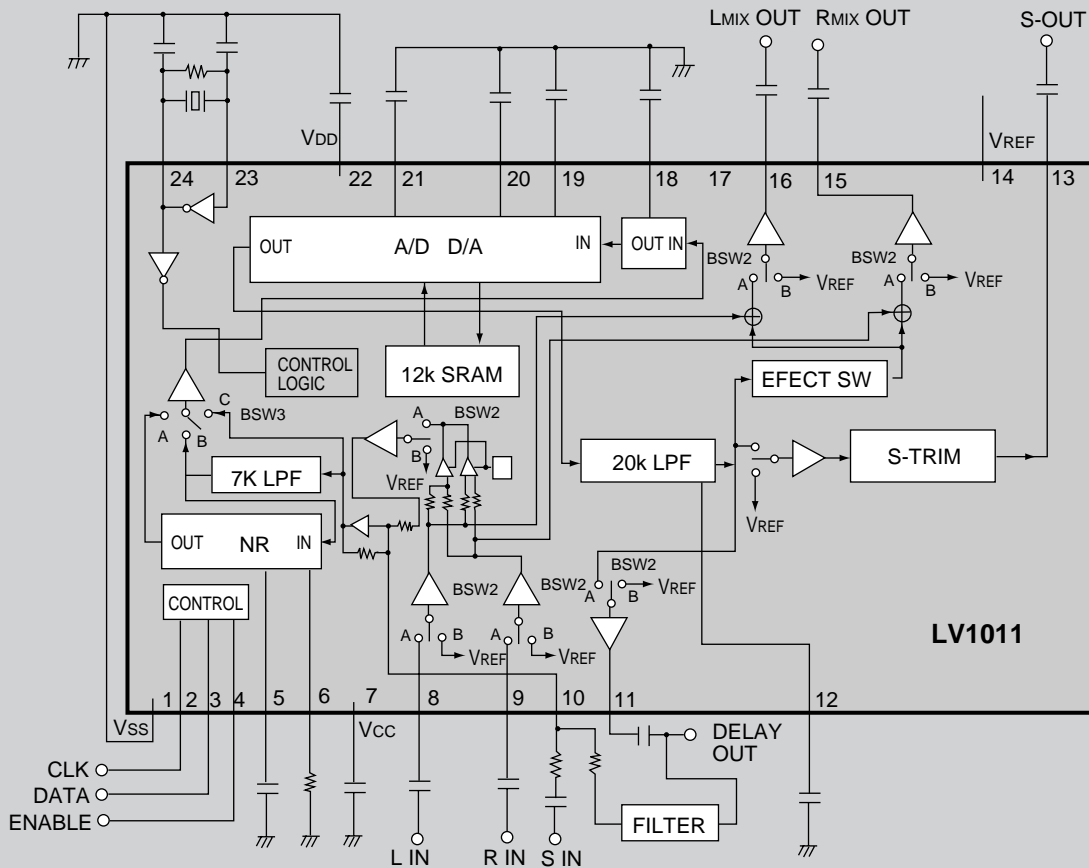 LMIX OUT RMIX OUT S-OUT
VDD VREF
24 23 22 21 20 19 18 17 16 15 14 13
OUT A/D D/A IN OUT IN
BSW2 BSW2
A B VREF A B VREF
CONTROL
LOGIC
12k SRAM
EFECT SW
C BSW3
A B
A BSW2
B
VREF
7K LPF
20k LPF
S-TRIM
VREF
OUT NR IN
BSW2 BSW2
A B VREF
CONTROL
A B A B
VREF VREF
LV1011
1 2 3 4 5 6 7 8 9 10 11 12
VSS VCC
DELAY
OUT
CLK
DATA
ENABLE
FILTER
L IN R IN S IN